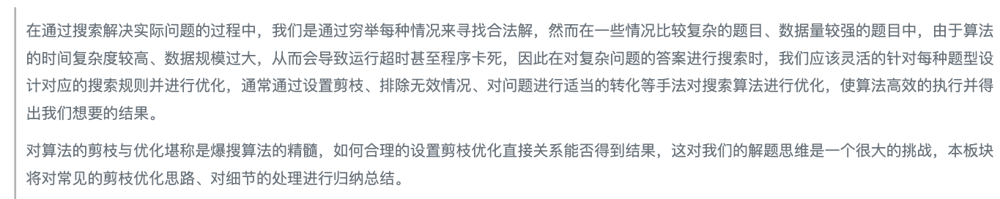 在通过搜索解决实际问题的过程中，我们是通过穷举每种情况来寻找合法解，然而在一些情况比较复杂的题目、数据量较强的题目中，由于算法
的时间复杂度较高、数据规模过大，从而会导致运行超时甚至程序卡死，因此在对复杂问题的答案进行搜索时，我们应该灵活的针对每种题型设
计对应的搜索规则并进行优化，通常通过设置剪枝、排除无效情况、对问题进行适当的转化等手法对搜索算法进行优化，使算法高效的执行并得
出我们想要的结果。
对算法的剪枝与优化堪称是爆搜算法的精髓，如何合理的设置剪枝优化直接关系能否得到结果，这对我们的解题思维是一个很大的挑战，本板块
将对常见的剪枝优化思路、对细节的处理进行归纳总结。